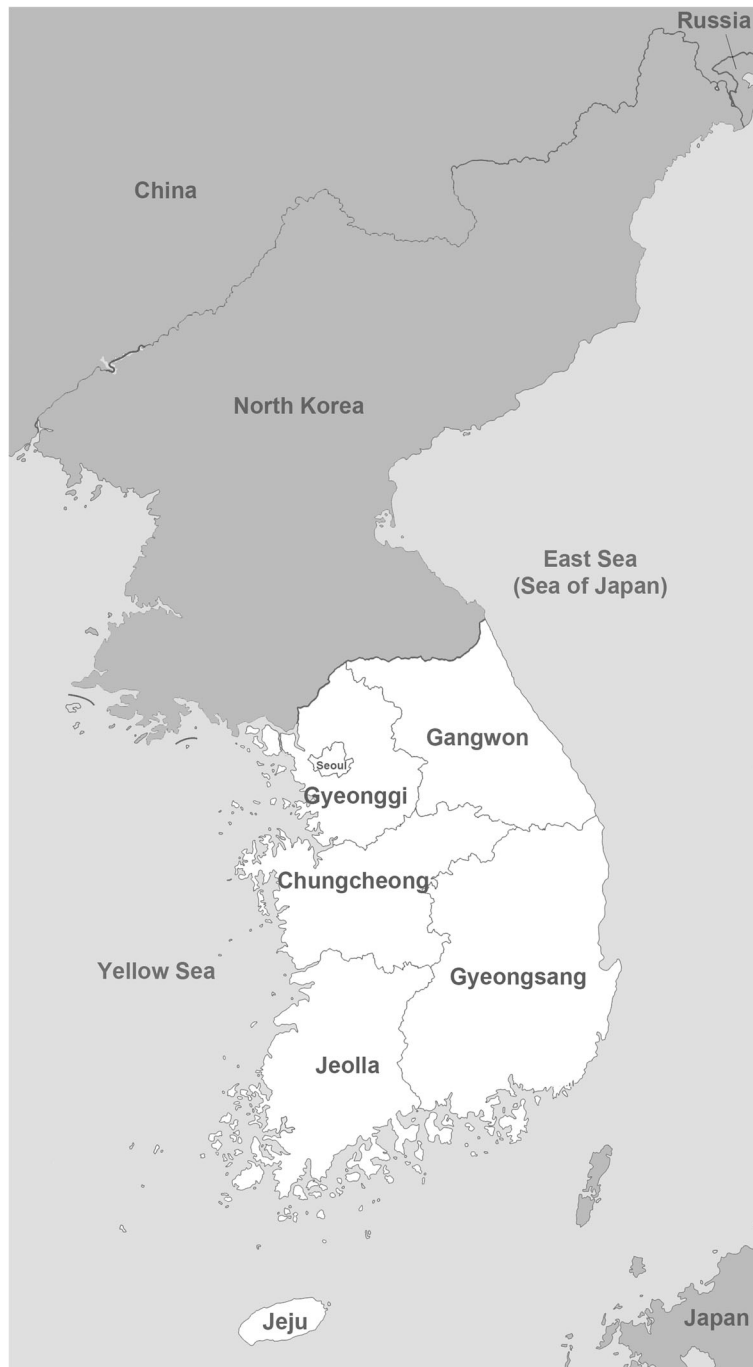 Russia
China
North Korea
East Sea
(Sea of Japan)
Gangwon
Seoul
Gyeonggi
Chungcheong
Yellow Sea
Gyeongsang
Jeolla
Jeju
Japan